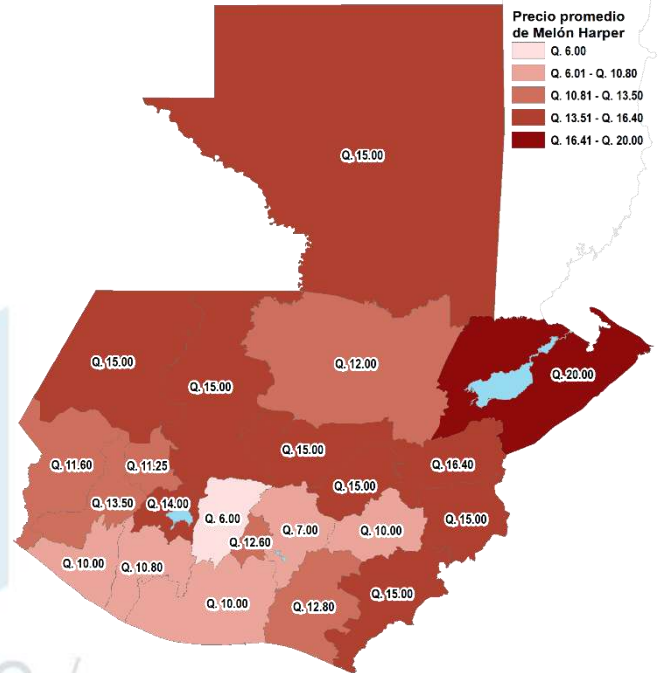 Precio promedio
de Melón Harper
Q. 6.00
Q. 6.01 - Q. 10.80
Q. 10.81 - Q. 13.50
Q. 13.51 - Q. 16.40
Q. 16.41 - Q. 20.00
Q. 15.00
Q. 15.00
Q. 15.00
Q. 12.00
Q. 20.00
Q. 11.60
Q. 11.25
Q. 15.00
Q. 16.40
Q. 13.50
Q. 14.00
Q. 15.00
Q. 6.00
Q. 12.60
Q. 7.00
Q. 10.00
Q. 15.00
Q. 10.00
Q. 10.80
Q. 10.00
Q. 12.80
Q. 15.00